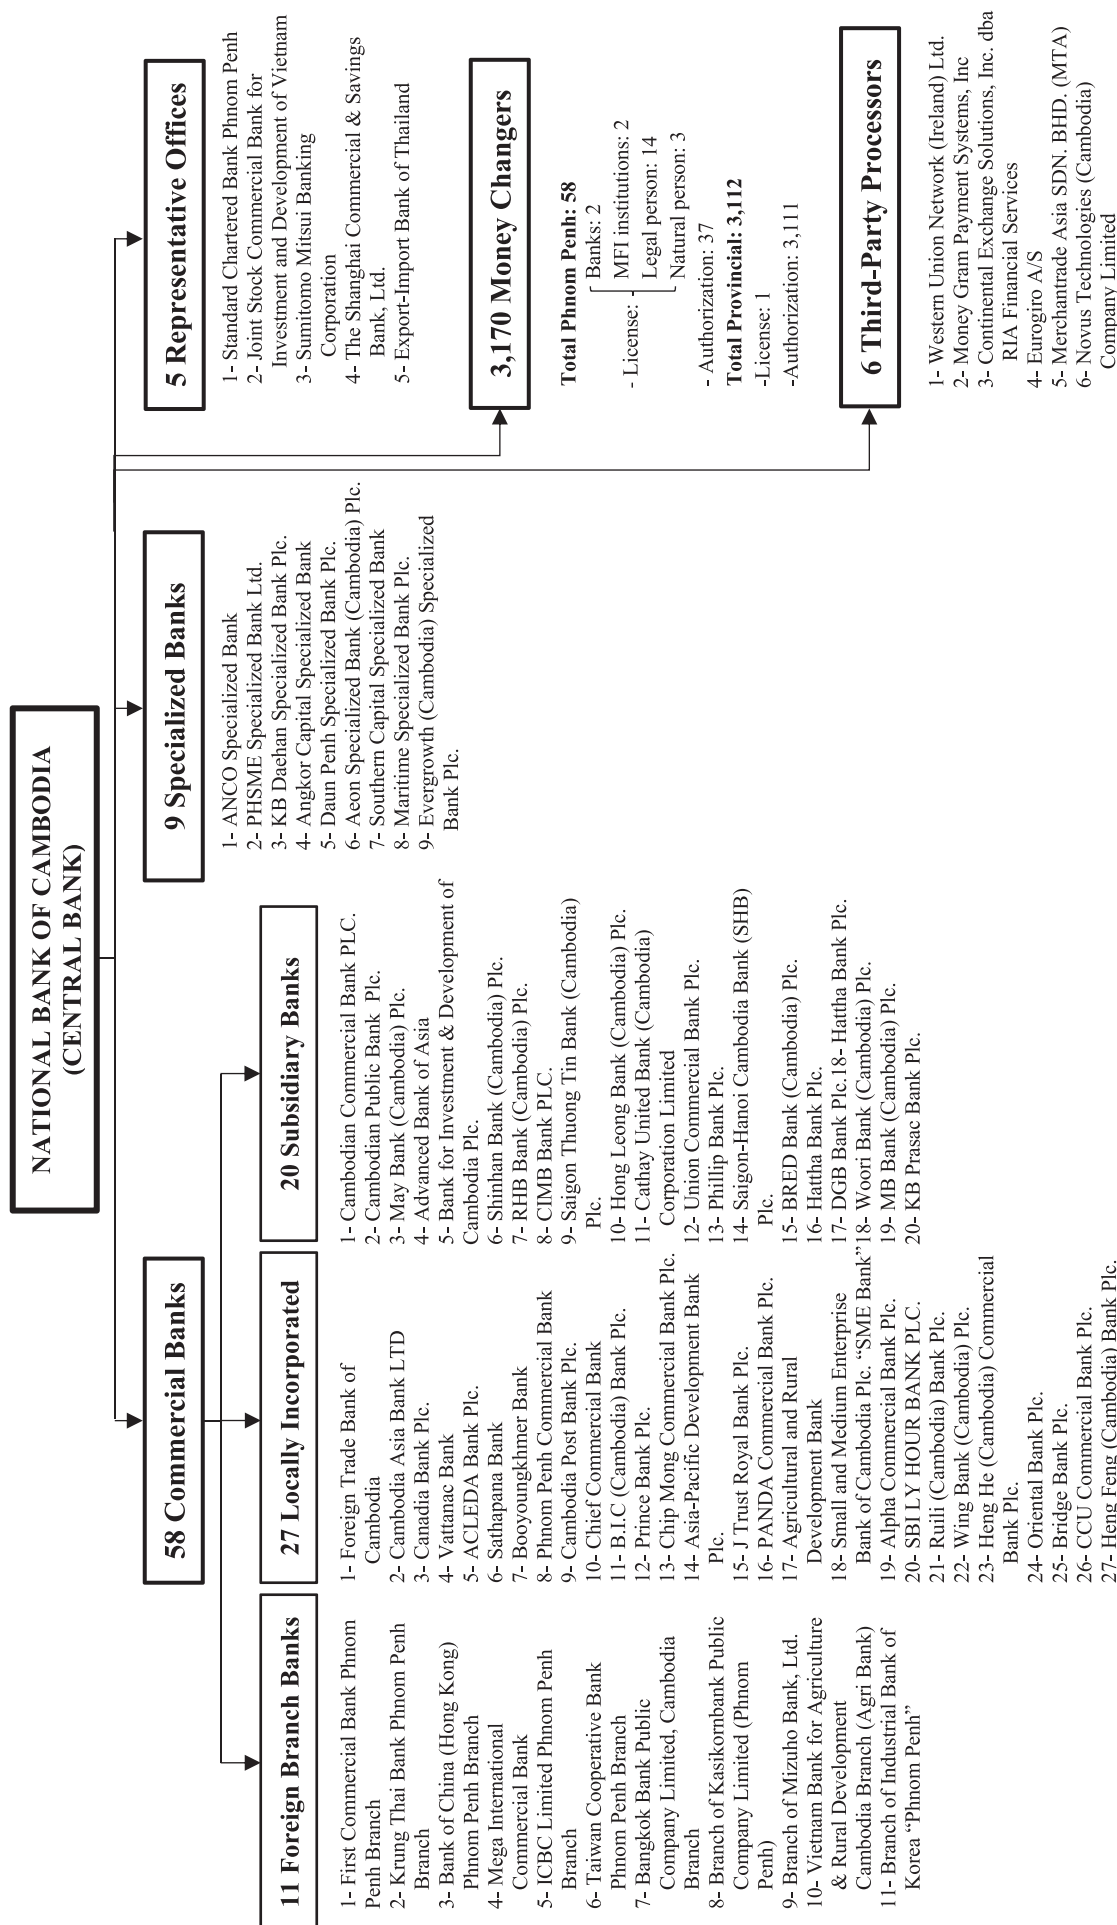 NATIONAL BANK OF CAMBODIA
(CENTRAL BANK)
58 Commercial Banks
11 Foreign Branch Banks
1- First Commercial Bank Phnom
Penh Branch
2- Krung Thai Bank Phnom Penh
Branch
3- Bank of China (Hong Kong)
Phnom Penh Branch
4- Mega International
Commercial Bank
5- ICBC Limited Phnom Penh
Branch
6- Taiwan Cooperative Bank
Phnom Penh Branch
7- Bangkok Bank Public
Company Limited, Cambodia
Branch
8- Branch of Kasikornbank Public
Company Limited (Phnom
Penh)
9- Branch of Mizuho Bank, Ltd.
10- Vietnam Bank for Agriculture
& Rural Development
Cambodia Branch (Agri Bank)
11- Branch of Industrial Bank of
Korea “Phnom Penh”
27 Locally Incorporated
1- Foreign Trade Bank of
Cambodia
2- Cambodia Asia Bank LTD
3- Canadia Bank Plc.
4- Vattanac Bank
5- ACLEDA Bank Plc.
6- Sathapana Bank
7- Booyoungkhmer Bank
8- Phnom Penh Commercial Bank
9- Cambodia Post Bank Plc.
10- Chief Commercial Bank
11- B.I.C (Cambodia) Bank Plc.
12- Prince Bank Plc.
13- Chip Mong Commercial Bank Plc.
14- Asia-Pacific Development Bank
Plc.
15- J Trust Royal Bank Plc.
16- PANDA Commercial Bank Plc.
17- Agricultural and Rural
Development Bank
18- Small and Medium Enterprise
Bank of Cambodia Plc. “SME Bank”
19- Alpha Commercial Bank Plc.
20- SBI LY HOUR BANK PLC.
21- Ruili (Cambodia) Bank Plc.
22- Wing Bank (Cambodia) Plc.
23- Heng He (Cambodia) Commercial
Bank Plc.
24- Oriental Bank Plc.
25- Bridge Bank Plc.
26- CCU Commercial Bank Plc.
27- Heng Feng (Cambodia) Bank Plc.
20 Subsidiary Banks
1- Cambodian Commercial Bank PLC.
2- Cambodian Public Bank Plc.
3- May Bank (Cambodia) Plc.
4- Advanced Bank of Asia
5- Bank for Investment & Development of
Cambodia Plc.
6- Shinhan Bank (Cambodia) Plc.
7- RHB Bank (Cambodia) Plc.
8- CIMB Bank PLC.
9- Saigon Thuong Tin Bank (Cambodia)
Plc.
10- Hong Leong Bank (Cambodia) Plc.
11- Cathay United Bank (Cambodia)
Corporation Limited
12- Union Commercial Bank Plc.
13- Phillip Bank Plc.
14- Saigon-Hanoi Cambodia Bank (SHB)
Plc.
15- BRED Bank (Cambodia) Plc.
16- Hattha Bank Plc.
17- DGB Bank Plc.18- Hattha Bank Plc.
18- Woori Bank (Cambodia) Plc.
19- MB Bank (Cambodia) Plc.
20- KB Prasac Bank Plc.
9 Specialized Banks
1- ANCO Specialized Bank
2- PHSME Specialized Bank Ltd.
3- KB Daehan Specialized Bank Plc.
4- Angkor Capital Specialized Bank
5- Daun Penh Specialized Bank Plc.
6- Aeon Specialized Bank (Cambodia) Plc.
7- Southern Capital Specialized Bank
8- Maritime Specialized Bank Plc.
9- Evergrowth (Cambodia) Specialized
Bank Plc.
5 Representative Offices
1- Standard Chartered Bank Phnom Penh
2- Joint Stock Commercial Bank for
Investment and Development of Vietnam
3- Sumitomo Mitsui Banking
Corporation
4- The Shanghai Commercial & Savings
Bank, Ltd.
5- Export-Import Bank of Thailand
3,170 Money Changers
Total Phnom Penh: 58
- License: -
Banks: 2
MFI institutions: 2
Legal person: 14
Natural person: 3
- Authorization: 37
Total Provincial: 3,112
-License: 1
-Authorization: 3,111
6 Third-Party Processors
1- Western Union Network (Ireland) Ltd.
2- Money Gram Payment Systems, Inc
3- Continental Exchange Solutions, Inc. dba
RIA Financial Services
4- Eurogiro A/S
5- Merchantrade Asia SDN. BHD. (MTA)
6- Novus Technologies (Cambodia)
Company Limited